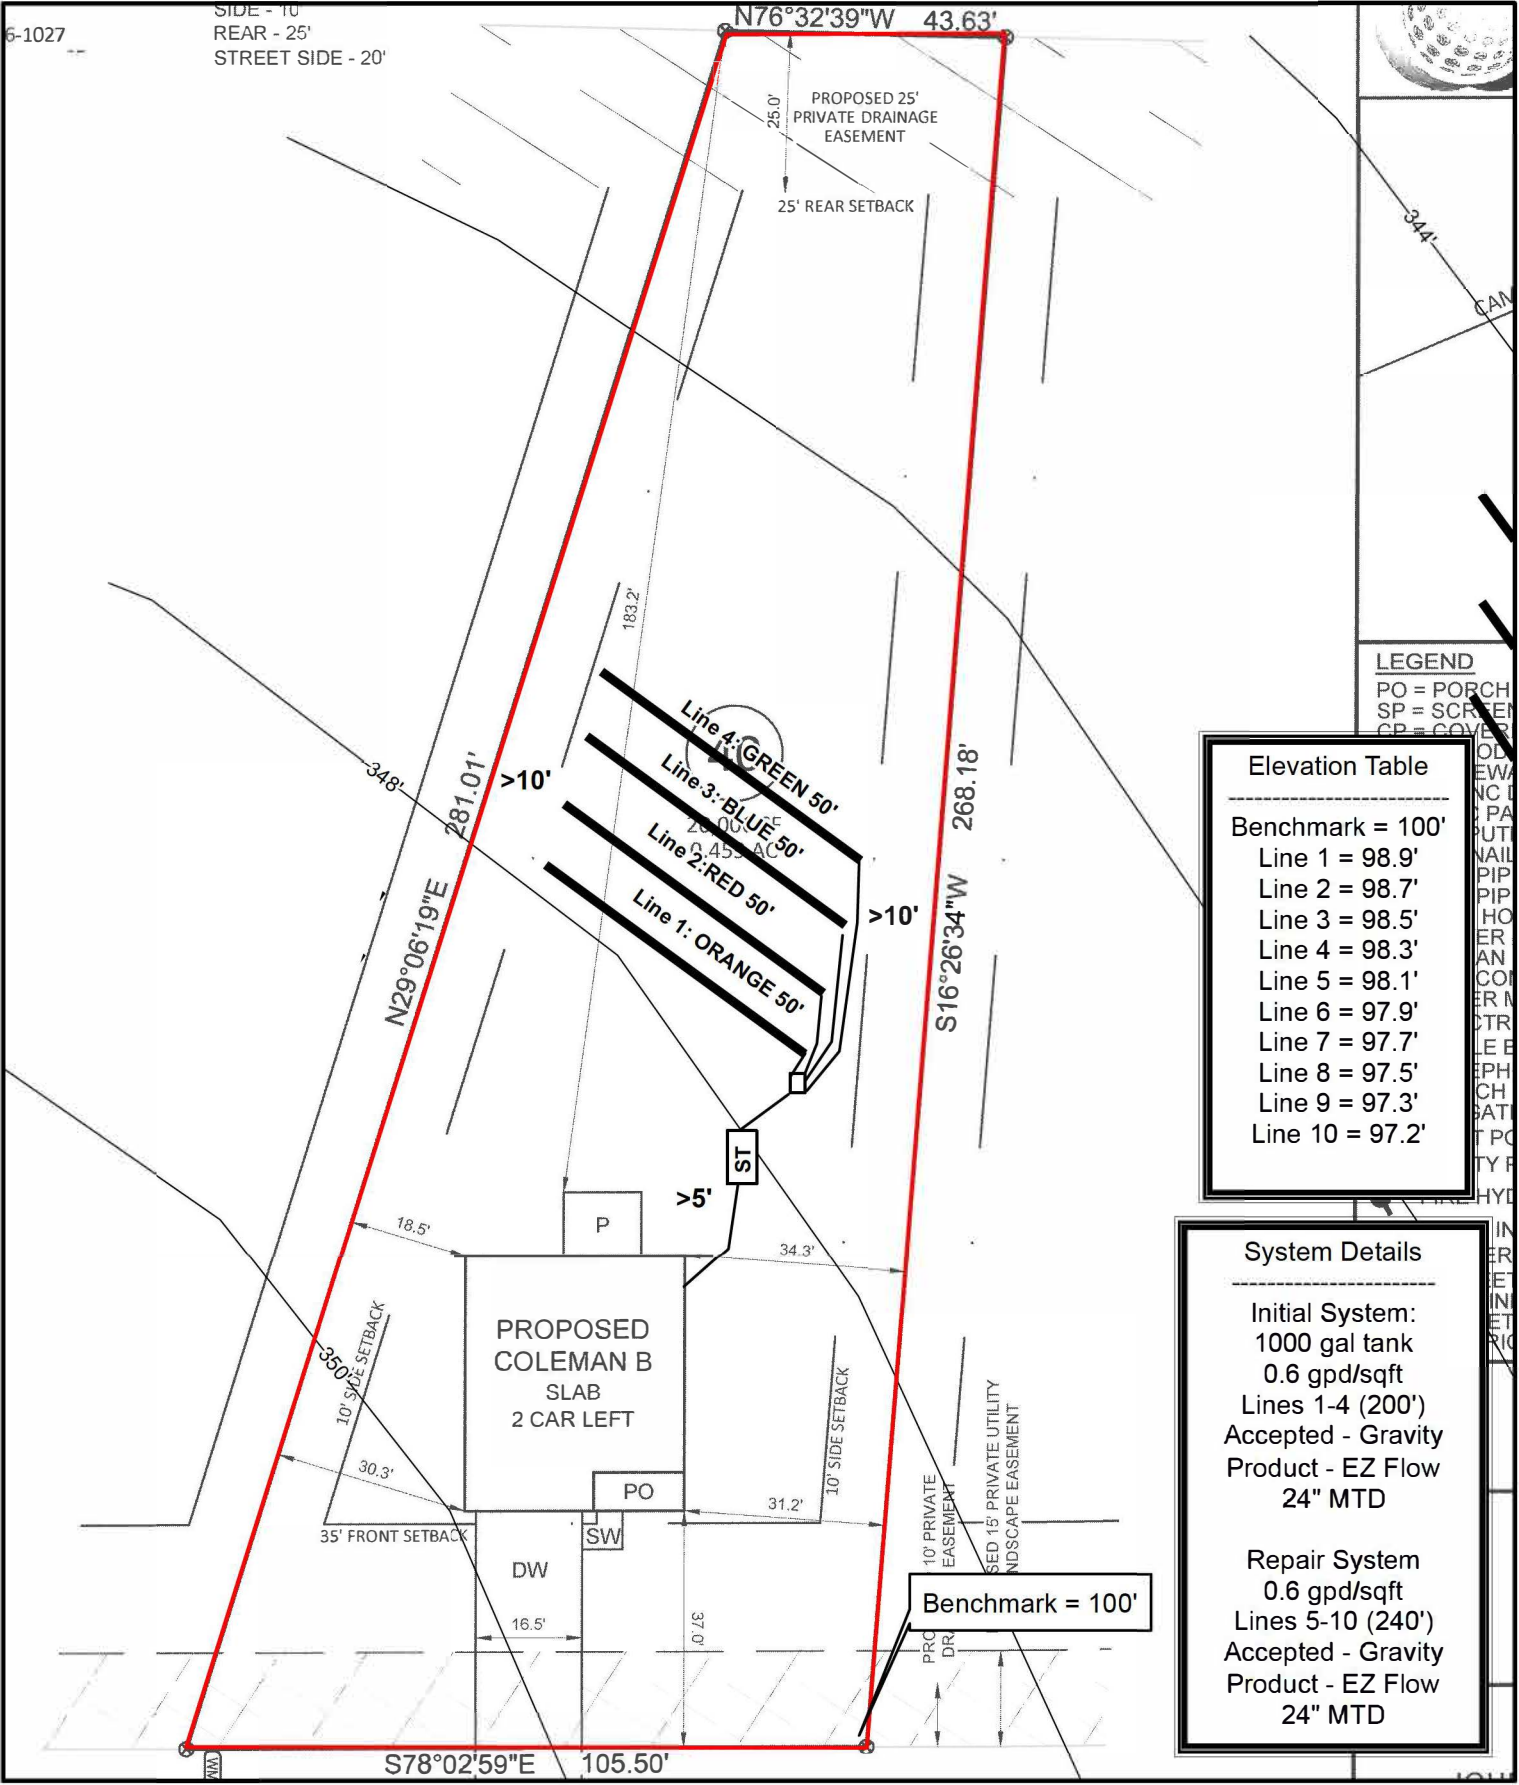 SIDE - 10'
6-1027
REAR - 25'
STREET SIDE - 20'
N76°32'39"W 43.63'
25.0'
PROPOSED 25'
PRIVATE DRAINAGE
EASEMENT
25' REAR SETBACK
344'
183.2'
LEGEND
PO = PORCH
Line 4: GREEN 50'
Line 3: BLUE 50'
Line 2:RED 50'
Line 1: ORANGE 50'
348'
281.01'
N29°06'19"E
>10'
>10'
268.18'
S16°26'34"W
Elevation Table
Benchmark = 100'
Line 1 = 98.9'
Line 2 = 98.7'
Line 3 = 98.5'
Line 4 = 98.3'
Line 5 = 98.1'
Line 6 = 97.9'
Line 7 = 97.7'
Line 8 = 97.5'
Line 9 = 97.3'
Line 10 = 97.2'
ST
>5'
P
18.5'
34.3'
PROPOSED
COLEMAN B
SLAB
2 CAR LEFT
350'
10' SIDE SETBACK
10' SIDE SETBACK
30.3'
PO
31.2'
35' FRONT SETBACK
SW
DW
16.5'
37.0'
10' PRIVATE
EASEMENT
15' PRIVATE UTILITY
EASEMENT
Benchmark = 100'
S78°02'59"E 105.50'
WM
System Details
Initial System:
1000 gal tank
0.6 gpd/sqft
Lines 1-4 (200')
Accepted - Gravity
Product - EZ Flow
24" MTD
Repair System
0.6 gpd/sqft
Lines 5-10 (240')
Accepted - Gravity
Product - EZ Flow
24" MTD